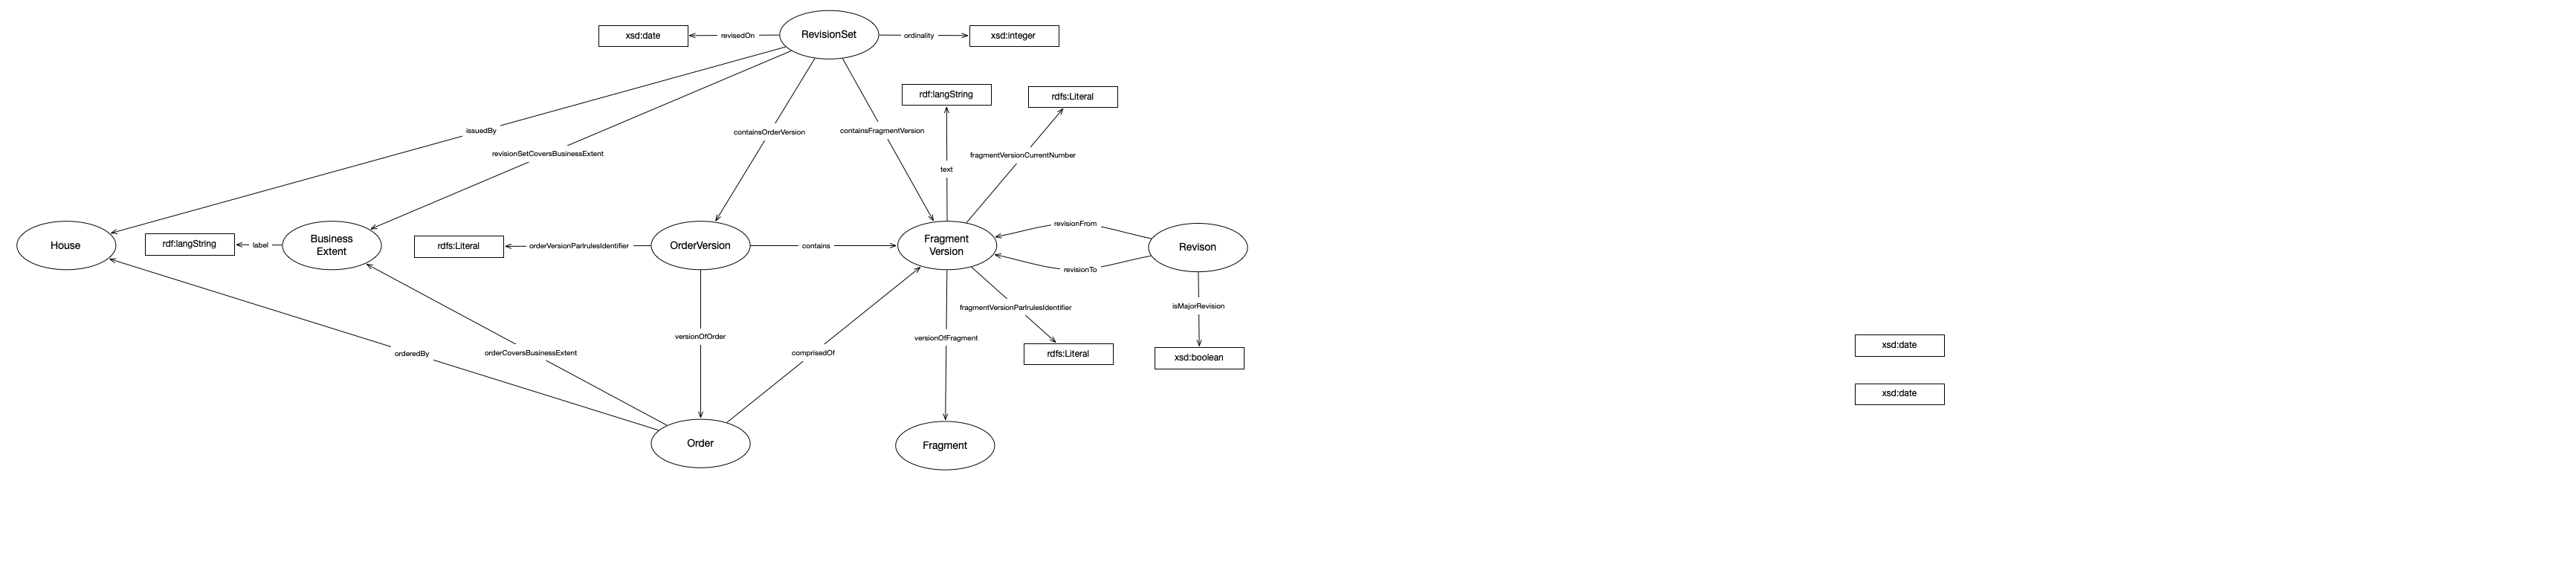 xsd:date
revisedOn
RevisionSet
ordinality
xsd:integer
rdf:langString
rdfs:Literal
issuedBy
containsOrderVersion
containsFragmentVersion
revisionSetCoversBusinessExtent
fragmentVersionCurrentNumber
text
revisionFrom
House
rdf:langString
label
Business
Extent
rdfs:Literal
orderVersionParlrulesIdentifier
OrderVersion
contains
Fragment
Version
Revison
revisionTo
fragmentVersionParlrulesIdentifier
isMajorRevision
versionOfOrder
versionOfFragment
orderedBy
orderCoversBusinessExtent
comprisedOf
rdfs:Literal
xsd:boolean
xsd:date
xsd:date
Order
Fragment